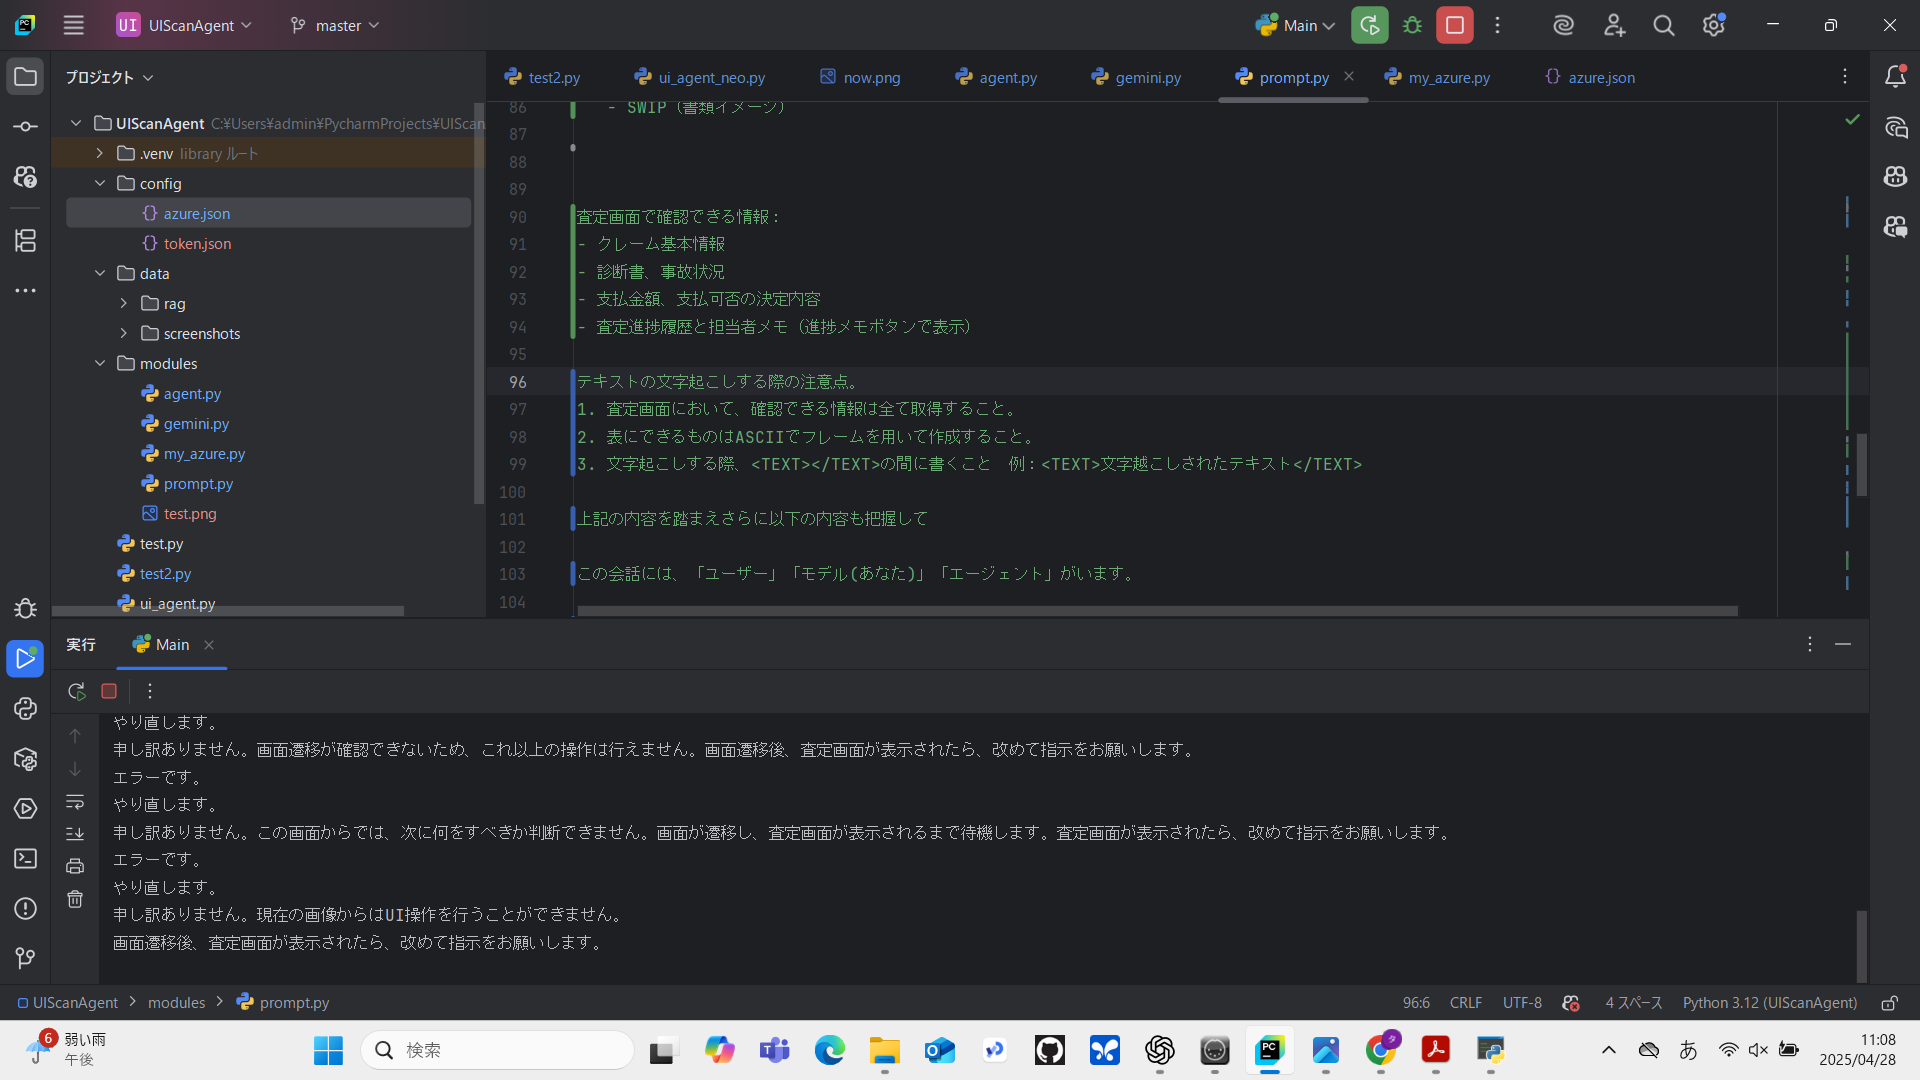 UI UIScanAgent master Main
プロジェクト
UIScanAgent C:¥Users¥admin¥PycharmProjects¥UIScan
.venv library ルート
config
azure.json
token.json
data
rag
screenshots
modules
agent.py
gemini.py
my_azure.py
prompt.py
test.png
test.py
test2.py
ui_agent.py
test2.py ui_agent_neo.py now.png agent.py gemini.py prompt.py my_azure.py azure.json
86 - SWIP（書類イメージ）
87
88
89
90 査定画面で確認できる情報：
91 - クレーム基本情報
92 - 診断書、事故状況
93 - 支払金額、支払可否の決定内容
94 - 査定進捗履歴と担当者メモ（進捗メモボタンで表示）
95
96 テキストの文字起こしする際の注意点。
97 1. 査定画面において、確認できる情報は全て取得すること。
98 2. 表にできるものはASCIIでフレームを用いて作成すること。
99 3. 文字起こしする際、<TEXT></TEXT>の間に書くこと　例：<TEXT>文字越こしされたテキスト</TEXT>
100
101 上記の内容を踏まえさらに以下の内容も把握して
102
103 この会話には、「ユーザー」「モデル(あなた)」「エージェント」がいます。
104
実行 Main
やり直します。
申し訳ありません。画面遷移が確認できないため、これ以上の操作は行えません。画面遷移後、査定画面が表示されたら、改めて指示をお願いします。
エラーです。
やり直します。
申し訳ありません。この画面からでは、次に何をすべきか判断できません。画面が遷移し、査定画面が表示されるまで待機します。査定画面が表示されたら、改めて指示をお願いします。
エラーです。
やり直します。
申し訳ありません。現在の画像からはUI操作を行うことができません。
画面遷移後、査定画面が表示されたら、改めて指示をお願いします。
UIScanAgent modules prompt.py
96:6 CRLF UTF-8 4 スペース Python 3.12 (UIScanAgent)
6 弱い雨
午後
検索
あ
11:08
2025/04/28